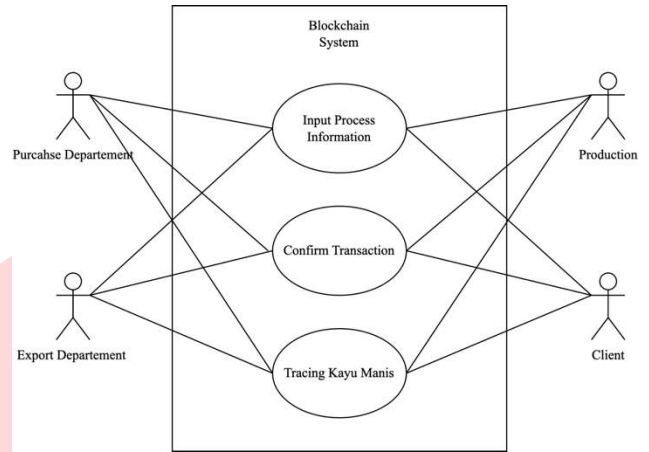 Blockchain
System
Input Process
Information
Purcahse Departement
Production
Confirm Transaction
Export Departement
Tracing Kayu Manis
Client